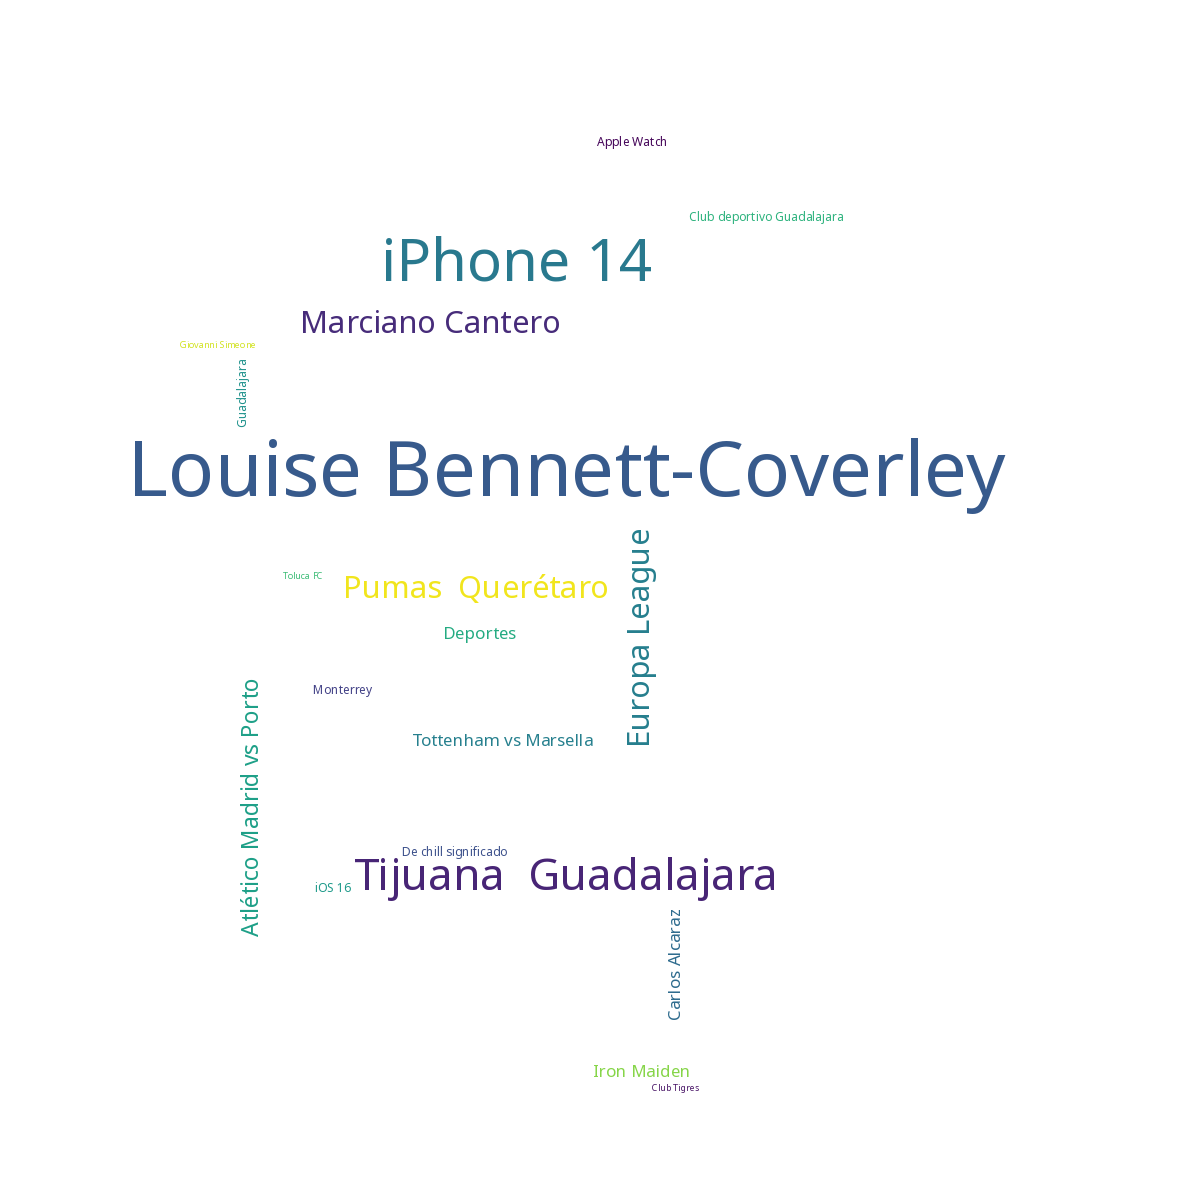 Apple Watch
Club deportivo Guadalajara
iPhone 14
Marciano Cantero
Giovanni Simeone
Guadalajara
Louise Bennett-Coverley
Europa League
Toluca FC
Pumas Querétaro
Deportes
Atlético Madrid vs Porto
Monterrey
Tottenham vs Marsella
De chill significado
Tijuana Guadalajara
iOS 16
Carlos Alcaraz
Iron Maiden
Club Tigres